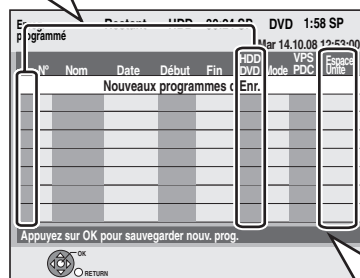 Restant HDD DVD 1:58 SP
programmé
Mar 14.10.08 12:53:00
N° Nom Date Début Fin HDD DVD Mode VPS PDC Espace Unité
Nouveaux programmes d'Enr.
Appuyez sur OK pour sauvegarder nouv. prog.
OK
RETURN